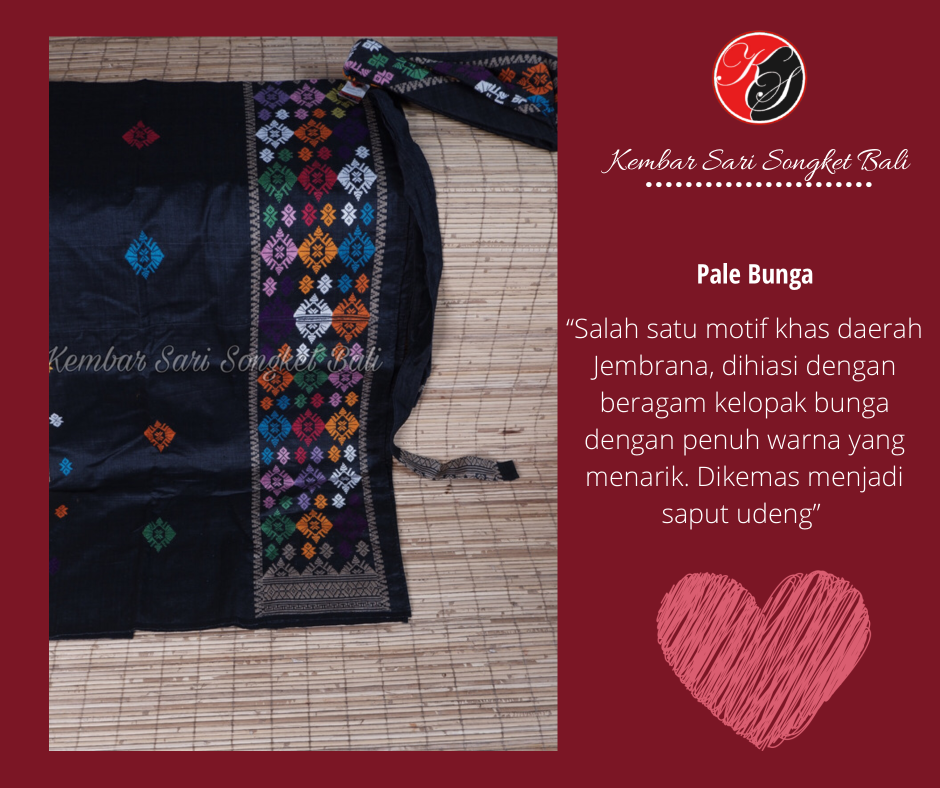 KS
Kembar Sari Songket Bali
Pale Bunga
“Salah satu motif khas daerah
Jembrana, dihiasi dengan
beragam kelopak bunga
dengan penuh warna yang
menarik. Dikemas menjadi
saput udeng”
Kembar Sari Songket Bali